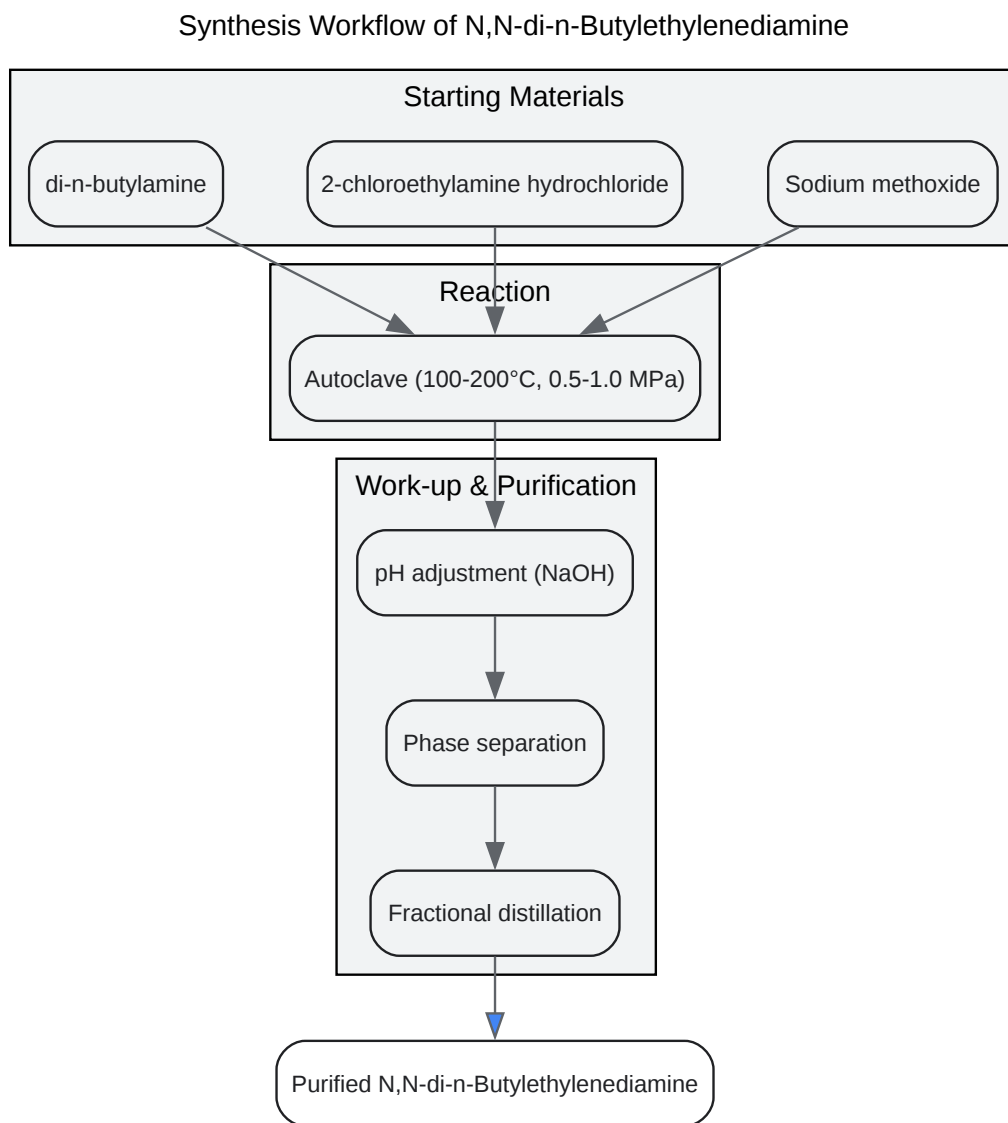 Synthesis Workflow of N,N-di-n-Butylethylenediamine
Starting Materials
di-n-butylamine
2-chloroethylamine hydrochloride
Sodium methoxide
Reaction
Autoclave (100-200°C, 0.5-1.0 MPa)
Work-up & Purification
pH adjustment (NaOH)
Phase separation
Fractional distillation
Purified N,N-di-n-Butylethylenediamine